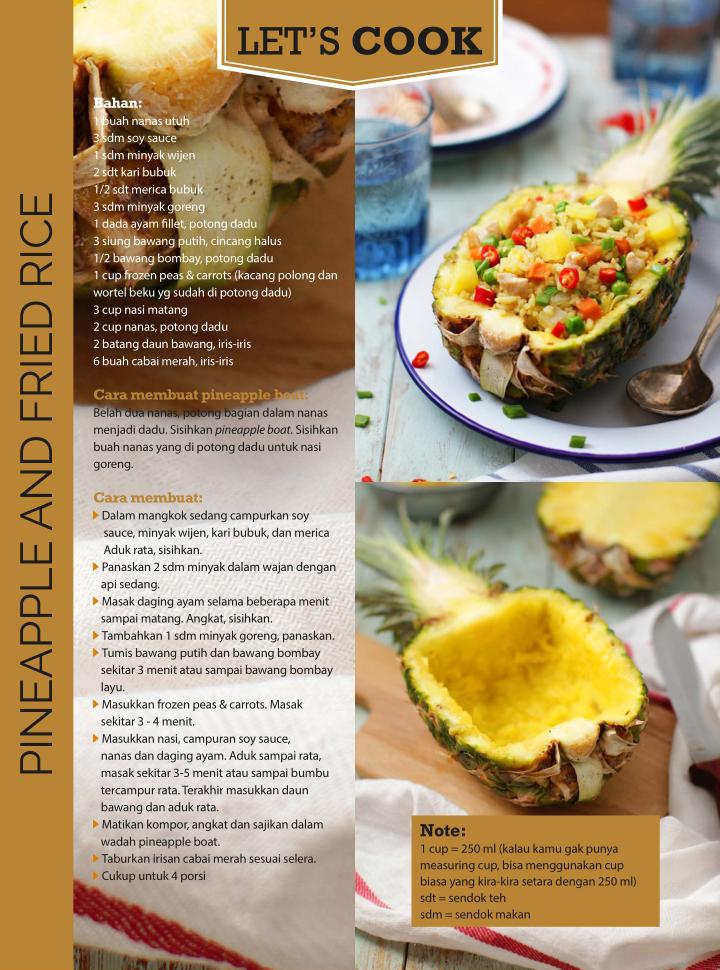 LET'S COOK
PINEAPPLE AND FRIED RICE
Bahan:
1 buah nanas utuh
3 sdm soy sauce
1 sdm minyak wijen
2 sdt kari bubuk
1/2 sdt merica bubuk
3 sdm minyak goreng
1 dada ayam fillet, potong dadu
3 siung bawang putih, cincang halus
1/2 bawang bombay, potong dadu
1 cup frozen peas & carrots (kacang polong dan
wortel beku yg sudah di potong dadu)
3 cup nasi matang
2 cup nanas, potong dadu
2 batang daun bawang, iris-iris
6 buah cabai merah, iris-iris
Cara membuat pineapple boat:
Belah dua nanas, potong bagian dalam nanas
menjadi dadu. Sisihkan pineapple boat. Sisihkan
buah nanas yang di potong dadu untuk nasi
goreng.
Cara membuat:
Dalam mangkok sedang campurkan soy
sauce, minyak wijen, kari bubuk, dan merica
Aduk rata, sisihkan.
Panaskan 2 sdm minyak dalam wajan dengan
api sedang.
Masak daging ayam selama beberapa menit
sampai matang. Angkat, sisihkan.
Tambahkan 1 sdm minyak goreng, panaskan.
Tumis bawang putih dan bawang bombay
sekitar 3 menit atau sampai bawang bombay
layu.
Masukkan frozen peas & carrots. Masak
sekitar 3 - 4 menit.
Masukkan nasi, campuran soy sauce,
nanas dan daging ayam. Aduk sampai rata,
masak sekitar 3-5 menit atau sampai bumbu
tercampur rata. Terakhir masukkan daun
bawang dan aduk rata.
Matikan kompor, angkat dan sajikan dalam
wadah pineapple boat.
Taburkan irisan cabai merah sesuai selera.
Cukup untuk 4 porsi
Note:
1 cup = 250 ml (kalau kamu gak punya
measuring cup, bisa menggunakan cup
biasa yang kira-kira setara dengan 250 ml)
sdt = sendok teh
sdm = sendok makan